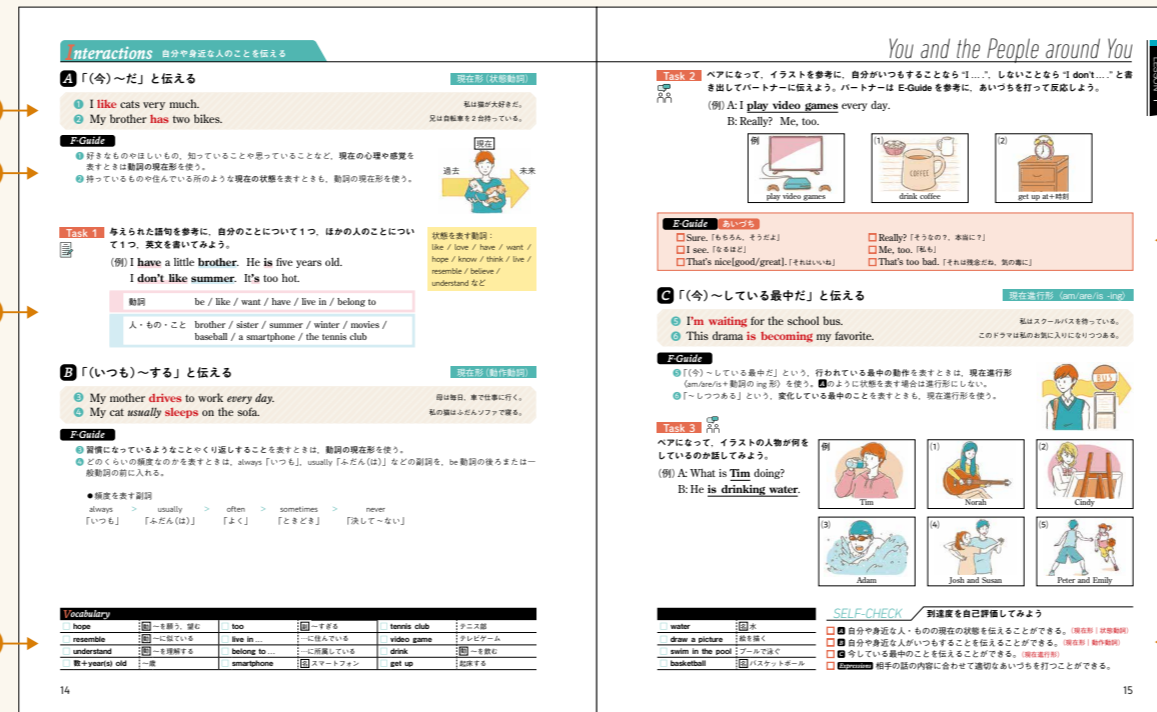 Interactions 自分や身近な人のことを伝える
A 「(今)～だ」と伝える 現在形(状態動詞)
❶ I like cats very much. 私は猫が大好きだ。
❷ My brother has two bikes. 兄は自転車を2台持っている。
F-Guide
❶ 好きなものやほしいもの，知っていることや思っていることなど，現在の心理や感覚を
表すときは動詞の現在形を使う。
❷ 持っているものや住んでいる所のような現在の状態を表すときも，動詞の現在形を使う。
現在
過去 未来
Task 1 与えられた語句を参考に，自分のことについて1つ，ほかの人のことについ
て1つ，英文を書いてみよう。
(例) I have a little brother. He is five years old.
I don't like summer. It's too hot.
状態を表す動詞：
like / love / have / want /
hope / know / think / live /
resemble / believe /
understand など
動詞 be / like / want / have / live in / belong to
人・もの・こと brother / sister / summer / winter / movies /
baseball / a smartphone / the tennis club
B 「(いつも)～する」と伝える 現在形(動作動詞)
❸ My mother drives to work every day. 母は毎日，車で仕事に行く。
❹ My cat usually sleeps on the sofa. 私の猫はふだんソファで寝る。
F-Guide
❸ 習慣になっているようなことやくり返しすることを表すときは，動詞の現在形を使う。
❹ どのくらいの頻度なのかを表すときは，always「いつも」，usually「ふだん(は)」などの副詞を，be動詞の後ろまたは一
般動詞の前に入れる。
●頻度を表す副詞
always > usually > often > sometimes > never
「いつも」 「ふだん(は)」 「よく」 「ときどき」 「決して～ない」
Vocabulary
hope 動 ～を願う，望む too 副 ～すぎる tennis club テニス部
resemble 動 ～に似ている live in … …に住んでいる video game テレビゲーム
understand 動 ～を理解する belong to … …に所属している drink 動 ～を飲む
数+year(s) old ～歳 smartphone 名 スマートフォン get up 起床する
14
You and the People around You
LESSON 1
Task 2 ペアになって，イラストを参考に，自分がいつもすることなら “I ... .”，しないことなら “I don't ... .” と書
き出してパートナーに伝えよう。パートナーは E-Guide を参考に，あいづちを打って反応しよう。
(例) A: I play video games every day.
B: Really? Me, too.
例 (1) (2)
COFFEE
play video games drink coffee get up at＋時刻
E-Guide あいづち
Sure.「もちろん，そうだよ」 Really?「そうなの？，本当に？」
I see.「なるほど」 Me, too.「私も」
That's nice[good/great].「それはいいね」 That's too bad.「それは残念だね，気の毒に」
C 「(今)～している最中だ」と伝える 現在進行形 (am/are/is -ing)
❺ I'm waiting for the school bus. 私はスクールバスを待っている。
❻ This drama is becoming my favorite. このドラマは私のお気に入りになりつつある。
F-Guide
❺「(今)～している最中だ」という，行われている最中の動作を表すときは，現在進行形
(am/are/is＋動詞の ing 形) を使う。Aのように状態を表す場合は進行形にしない。
❻「～しつつある」という，変化している最中のことを表すときも，現在進行形を使う。
BUS
Task 3
ペアになって，イラストの人物が何を
しているのか話してみよう。
(例) A: What is Tim doing?
B: He is drinking water.
例 (1) (2)
Tim Norah Cindy
(3) (4) (5)
Adam Josh and Susan Peter and Emily
water 名 水
draw a picture 絵を描く
swim in the pool プールで泳ぐ
basketball 名 バスケットボール
SELF-CHECK 到達度を自己評価してみよう
A 自分や身近な人・ものの現在の状態を伝えることができる。(現在形｜状態動詞)
B 自分や身近な人がいつもすることを伝えることができる。(現在形｜動作動詞)
C 今している最中のことを伝えることができる。(現在進行形)
Expressions 相手の話の内容に合わせて適切なあいづちを打つことができる。
15